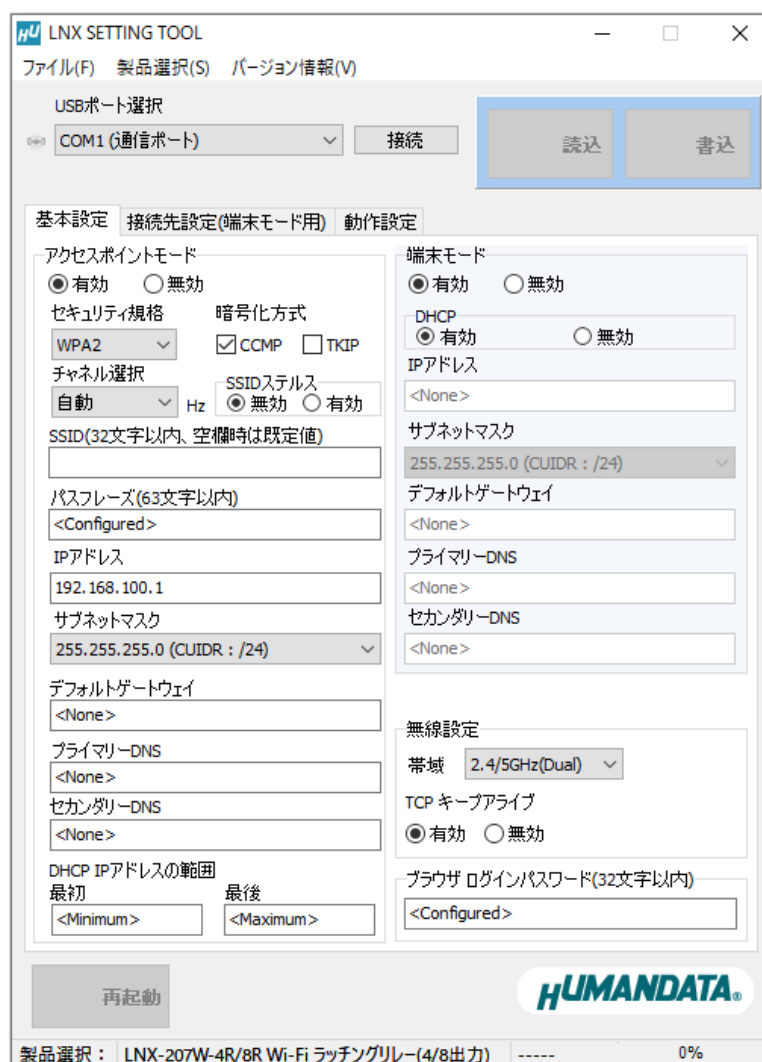 HU LNX SETTING TOOL
ファイル(F) 製品選択(S) バージョン情報(V)
USBポート選択
COM1 (通信ポート)
接続
読込
書込
基本設定 接続先設定(端末モード用) 動作設定
アクセスポイントモード
有効 無効
セキュリティ規格 暗号化方式
WPA2 CCMP TKIP
チャネル選択
SSIDステルス
自動 Hz 無効 有効
SSID(32文字以内、空欄時は既定値)
パスフレーズ(63文字以内)
<Configured>
IPアドレス
192.168.100.1
サブネットマスク
255.255.255.0 (CUIDR : /24)
デフォルトゲートウェイ
<None>
プライマリーDNS
<None>
セカンダリーDNS
<None>
DHCP IPアドレスの範囲
最初 最後
<Minimum> <Maximum>
端末モード
有効 無効
DHCP
有効 無効
IPアドレス
<None>
サブネットマスク
255.255.255.0 (CUIDR : /24)
デフォルトゲートウェイ
<None>
プライマリーDNS
<None>
セカンダリーDNS
<None>
無線設定
帯域 2.4/5GHz(Dual)
TCP キープアライブ
有効 無効
ブラウザ ログインパスワード(32文字以内)
<Configured>
再起動
HUMANDATA®
製品選択： LNX-207W-4R/8R Wi-Fi ラッチングリレー(4/8出力) ----- 0%